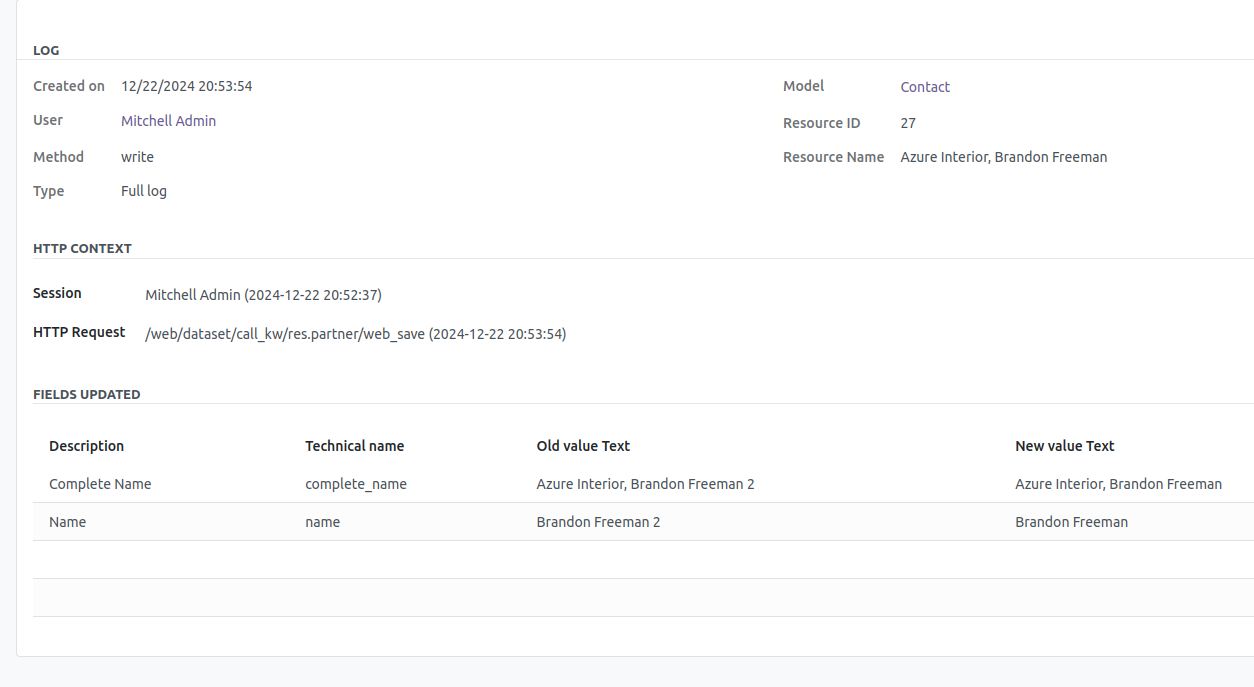 LOG
Created on 12/22/2024 20:53:54
Model Contact
User Mitchell Admin
Resource ID 27
Method write
Resource Name Azure Interior, Brandon Freeman
Type Full log
HTTP CONTEXT
Session Mitchell Admin (2024-12-22 20:52:37)
HTTP Request /web/dataset/call_kw/res.partner/web_save (2024-12-22 20:53:54)
FIELDS UPDATED
Description Technical name Old value Text New value Text
Complete Name complete_name Azure Interior, Brandon Freeman 2 Azure Interior, Brandon Freeman
Name name Brandon Freeman 2 Brandon Freeman